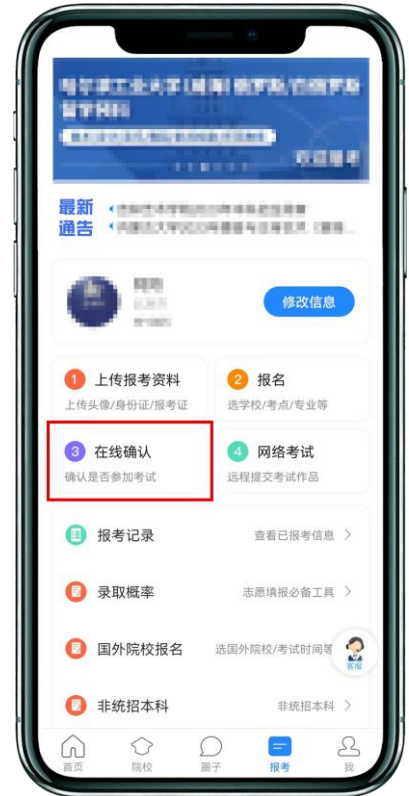 最新
通告
修改信息
1 上传报考资料
上传头像/身份证/报考证
2 报名
选学校/考点/专业等
3 在线确认
确认是否参加考试
4 网络考试
远程提交考试作品
报考记录 查看已报考信息
录取概率 志愿填报必备工具
国外院校报名 选国外院校/考试时间等
客服
非统招本科 非统招本科
首页 院校 圈子 报考 我